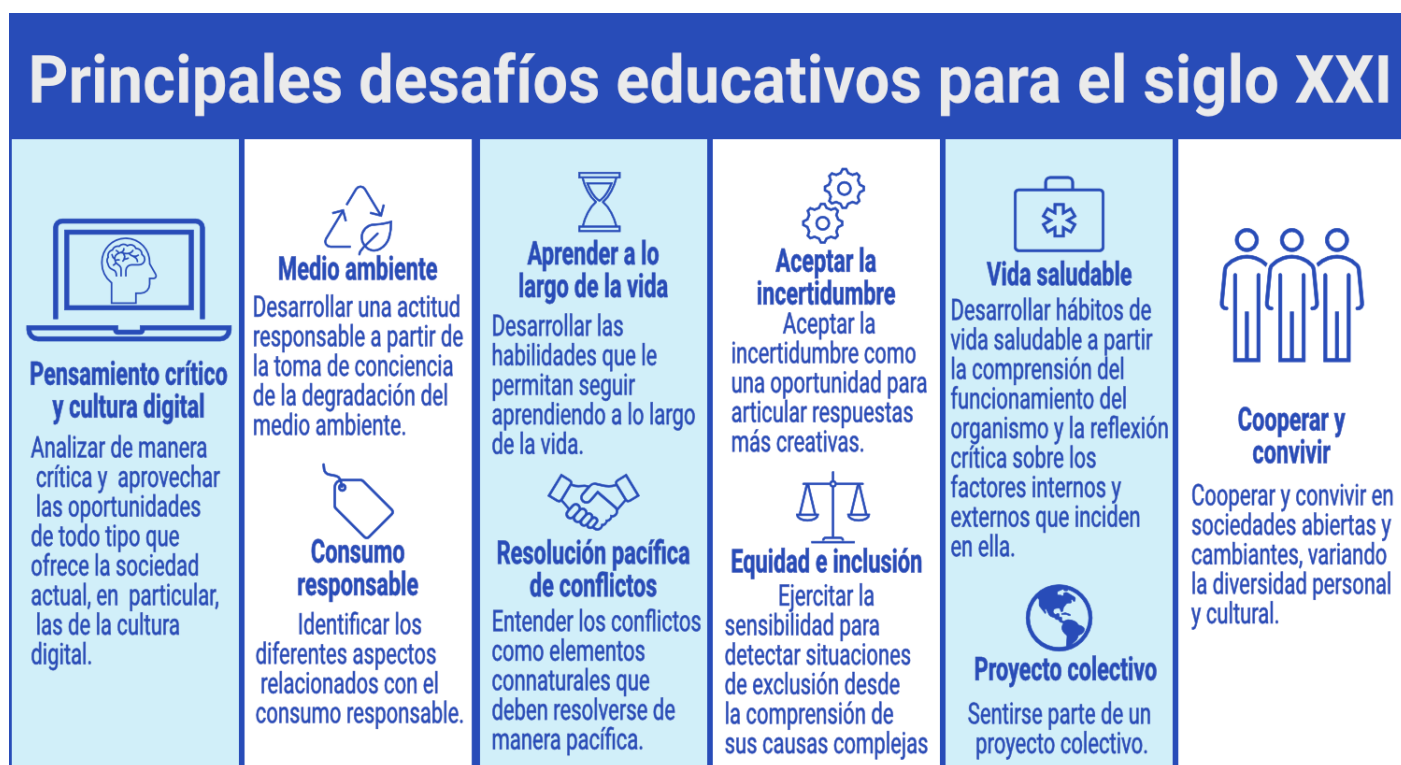 Principales desafíos educativos para el siglo XXI
Pensamiento crítico
y cultura digital
Analizar de manera
crítica y aprovechar
las oportunidades
de todo tipo que
ofrece la sociedad
actual, en particular,
las de la cultura
digital.
Medio ambiente
Desarrollar una actitud
responsable a partir de
la toma de conciencia
de la degradación del
medio ambiente.
Consumo
responsable
Identificar los
diferentes aspectos
relacionados con el
consumo responsable.
Aprender a lo
largo de la vida
Desarrollar las
habilidades que le
permitan seguir
aprendiendo a lo largo
de la vida.
Resolución pacífica
de conflictos
Entender los conflictos
como elementos
connaturales que
deben resolverse de
manera pacífica.
Aceptar la
incertidumbre
Aceptar la
incertidumbre como
una oportunidad para
articular respuestas
más creativas.
Equidad e inclusión
Ejercitar la
sensibilidad para
detectar situaciones
de exclusión desde
la comprensión de
sus causas complejas
Vida saludable
Desarrollar hábitos de
vida saludable a partir
la comprensión del
funcionamiento del
organismo y la reflexión
crítica sobre los
factores internos y
externos que inciden
en ella.
Proyecto colectivo
Sentirse parte de un
proyecto colectivo.
Cooperar y
convivir
Cooperar y convivir en
sociedades abiertas y
cambiantes, variando
la diversidad personal
y cultural.